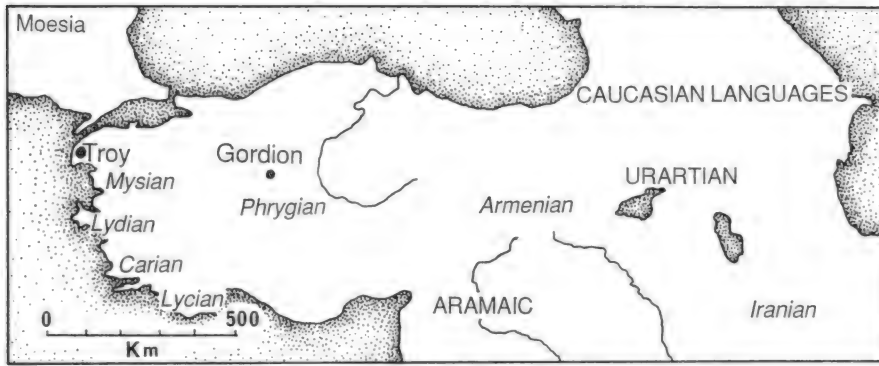 Moesia
CAUCASIAN LANGUAGES
Troy
Gordion
Mysian
URARTIAN
Phrygian
Armenian
Lydian
Carian
Lycian
ARAMAIC
Iranian
0 500
Km